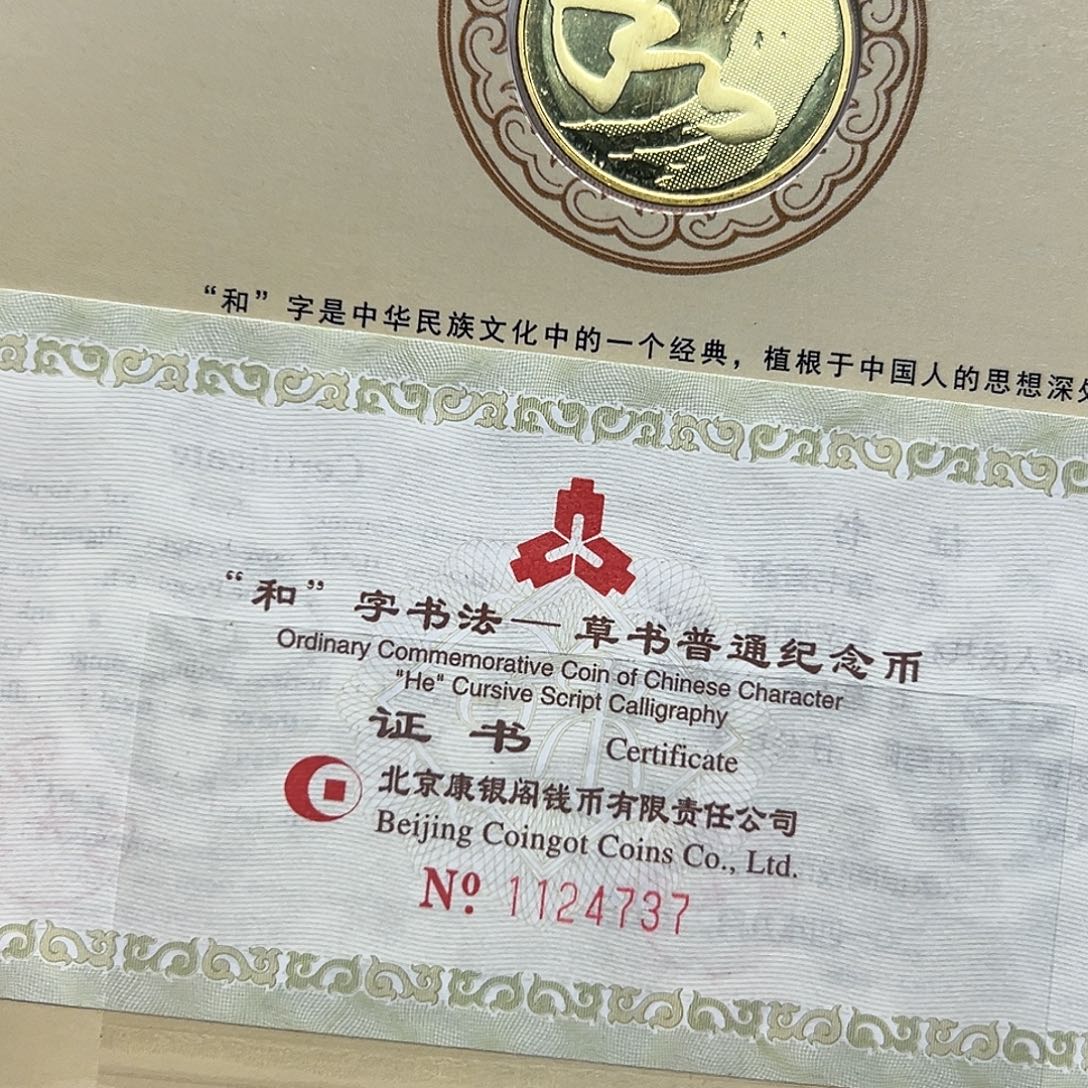 “和”字是中华民族文化中的一个经典，植根于中国人的思想深处
“和”字书法—草书普通纪念币
Ordinary Commemorative Coin of Chinese Character
"He" Cursive Script Calligraphy
证书 Certificate
北京康银阁钱币有限责任公司
Beijing Coingot Coins Co., Ltd.
Nº 1124737